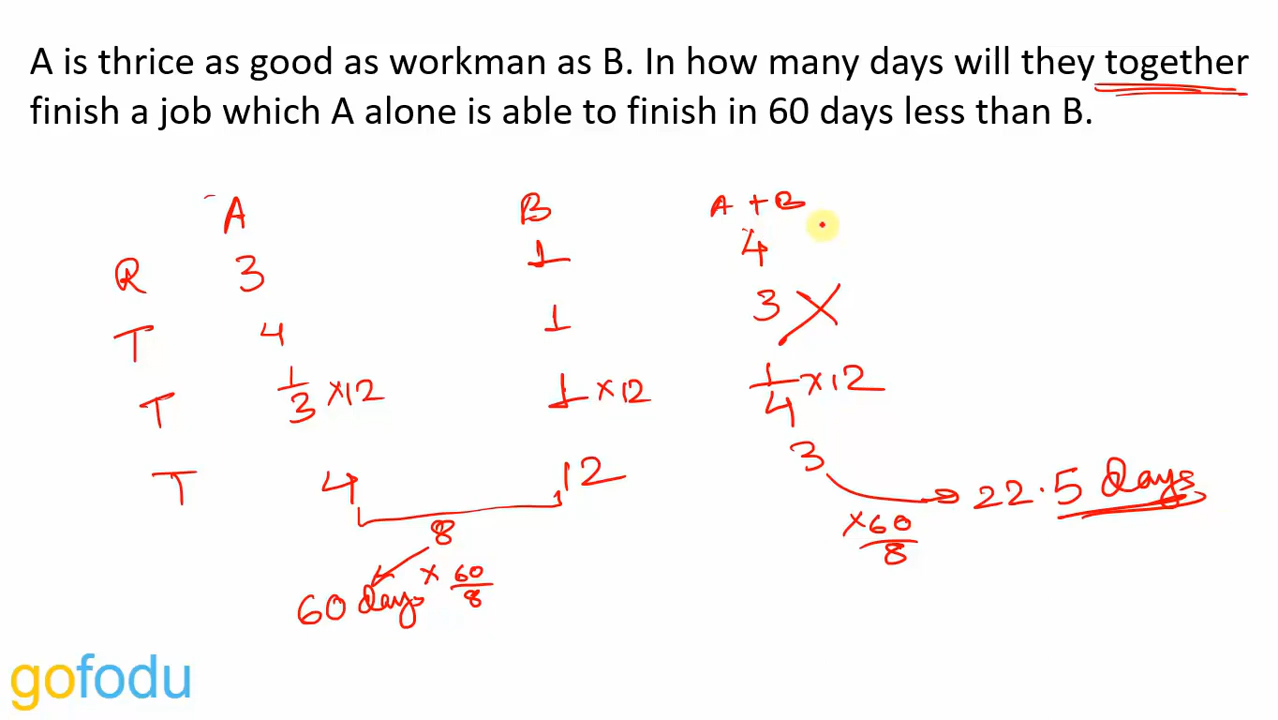 A is thrice as good as workman as B. In how many days will they together
finish a job which A alone is able to finish in 60 days less than B.
A B A + B
R 3 1 4
T 4 1 3
T 1/3 ×12 1 ×12 1/4 ×12
T 4 12 3
8
60 days × 60/8
×60/8
22.5 days
gofodu